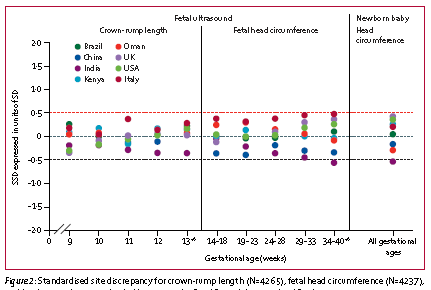 Fetal ultrasound
Newborn baby
Crown-rump length
Fetal head circumference
Head circumference
Brazil
Oman
China
UK
India
USA
Kenya
Italy
SSD expressed in units of SD
2·0
1·5
1·0
0·5
0
-0·5
-1·0
-1·5
-2·0
0 9 10 11 12 13+6 14–18 19–23 24–28 29–33 34–40+6 All gestational ages
Gestational age (weeks)
Figure 2: Standardised site discrepancy for crown-rump length (N=4265), fetal head circumference (N=4237),